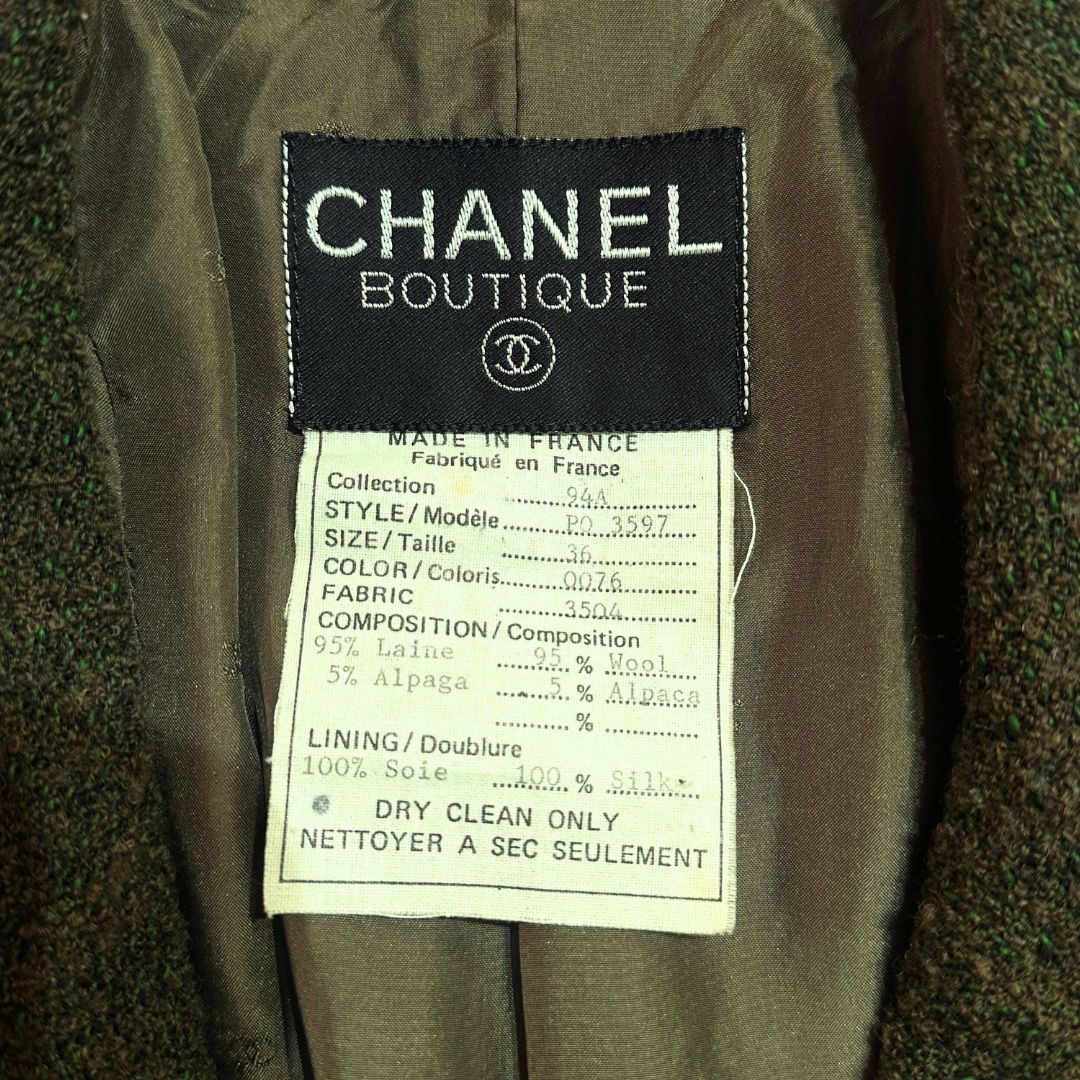 CHANEL
BOUTIQUE
MADE IN FRANCE
Fabriqué en France
Collection ........94A........
STYLE/Modèle........PO 3597....
SIZE/Taille ........36........
COLOR/Coloris........0076........
FABRIC ........3504........
COMPOSITION/Composition
95% Laine ......95.. % Wool
5% Alpaga ......5.. % Alpaca
............%............
LINING/Doublure
100% Soie ....100.. % Silk
DRY CLEAN ONLY
NETTOYER A SEC SEULEMENT